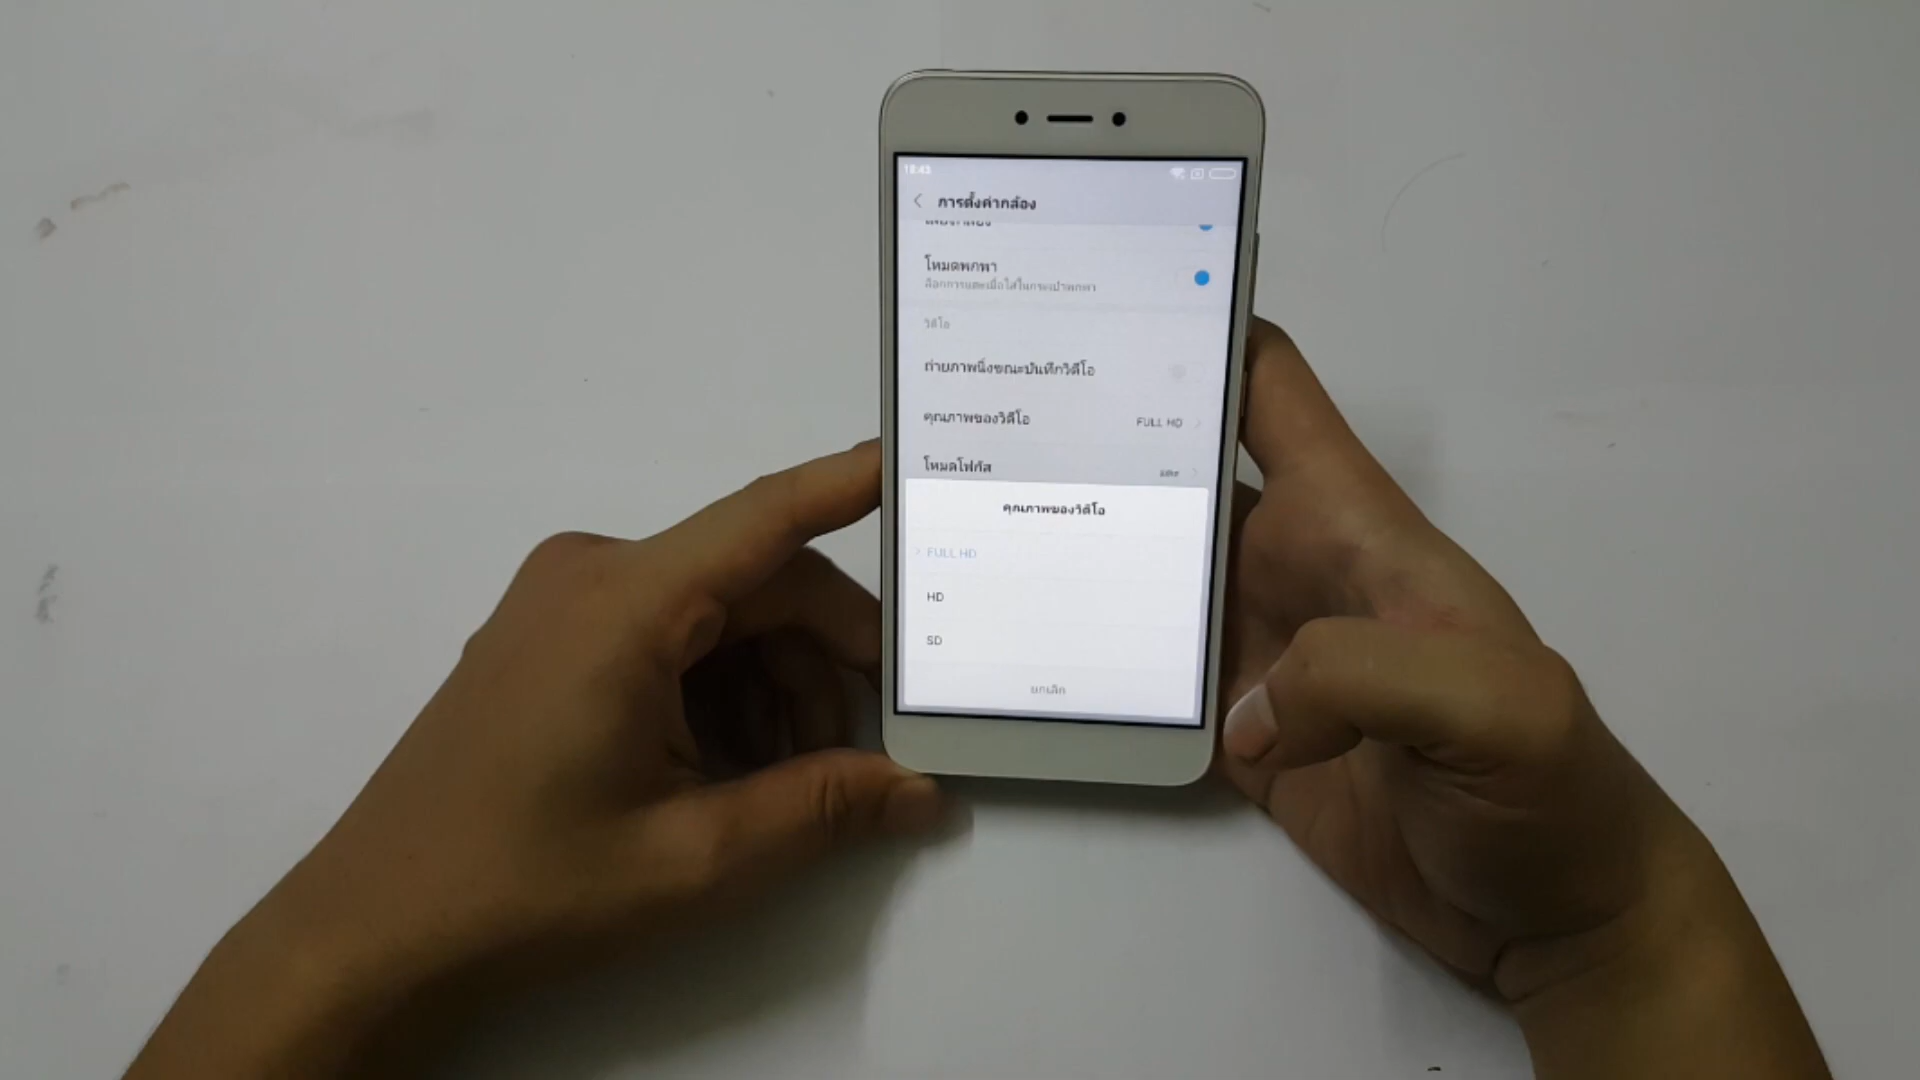 18:43
การตั้งค่ากล้อง
โหมดพกพา
ล็อกการแตะเมื่อใส่ในกระเป๋าพกพา
วิดีโอ
ถ่ายภาพนิ่งขณะบันทึกวิดีโอ
คุณภาพของวิดีโอ FULL HD
โหมดโฟกัส
คุณภาพของวิดีโอ
FULL HD
HD
SD
ยกเลิก